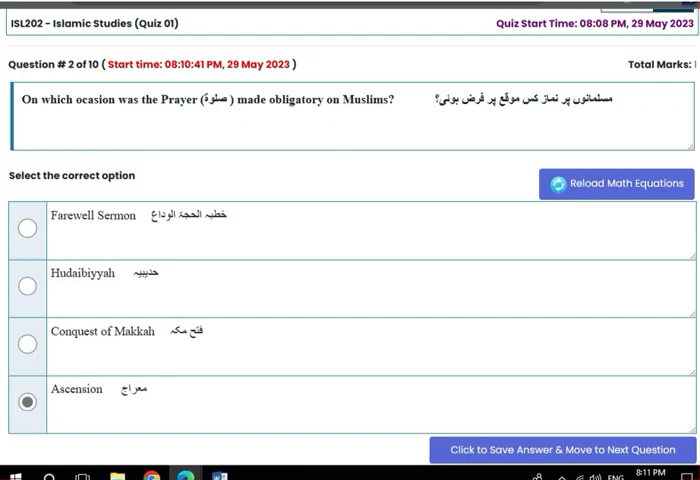 ISL202 - Islamic Studies (Quiz 01) Quiz Start Time: 08:08 PM, 29 May 2023
Question # 2 of 10 ( Start time: 08:10:41 PM, 29 May 2023 ) Total Marks: 1
On which ocasion was the Prayer (صلوۃ ) made obligatory on Muslims? مسلمانوں پر نماز کس موقع پر فرض ہوئی؟
Select the correct option
Reload Math Equations
Farewell Sermon خطبہ الحجۃ الوداع
Hudaibiyyah حدیبیہ
Conquest of Makkah فتح مکہ
Ascension معراج
Click to Save Answer & Move to Next Question
ENG
8:11 PM